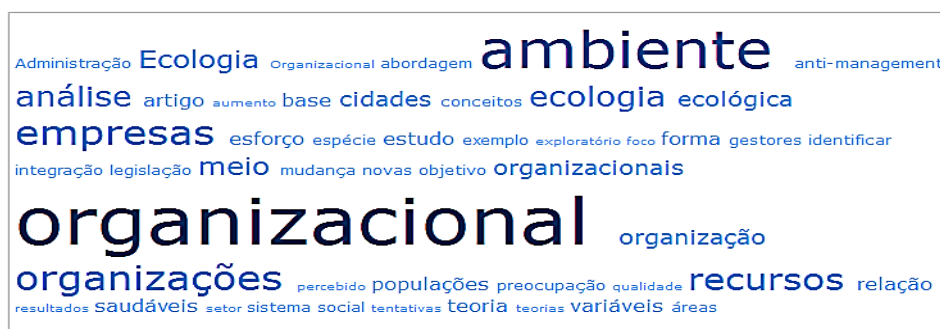 Administração Ecologia Organizacional abordagem ambiente anti-management
análise artigo aumento base cidades conceitos ecologia ecológica
empresas esforço espécie estudo exemplo exploratório foco forma gestores identificar
integração legislação meio mudança novas objetivo organizacionais
organizacional organização
organizações percebido populações preocupação qualidade recursos relação
resultados saudáveis setor sistema social tentativas teoria teorias variáveis áreas